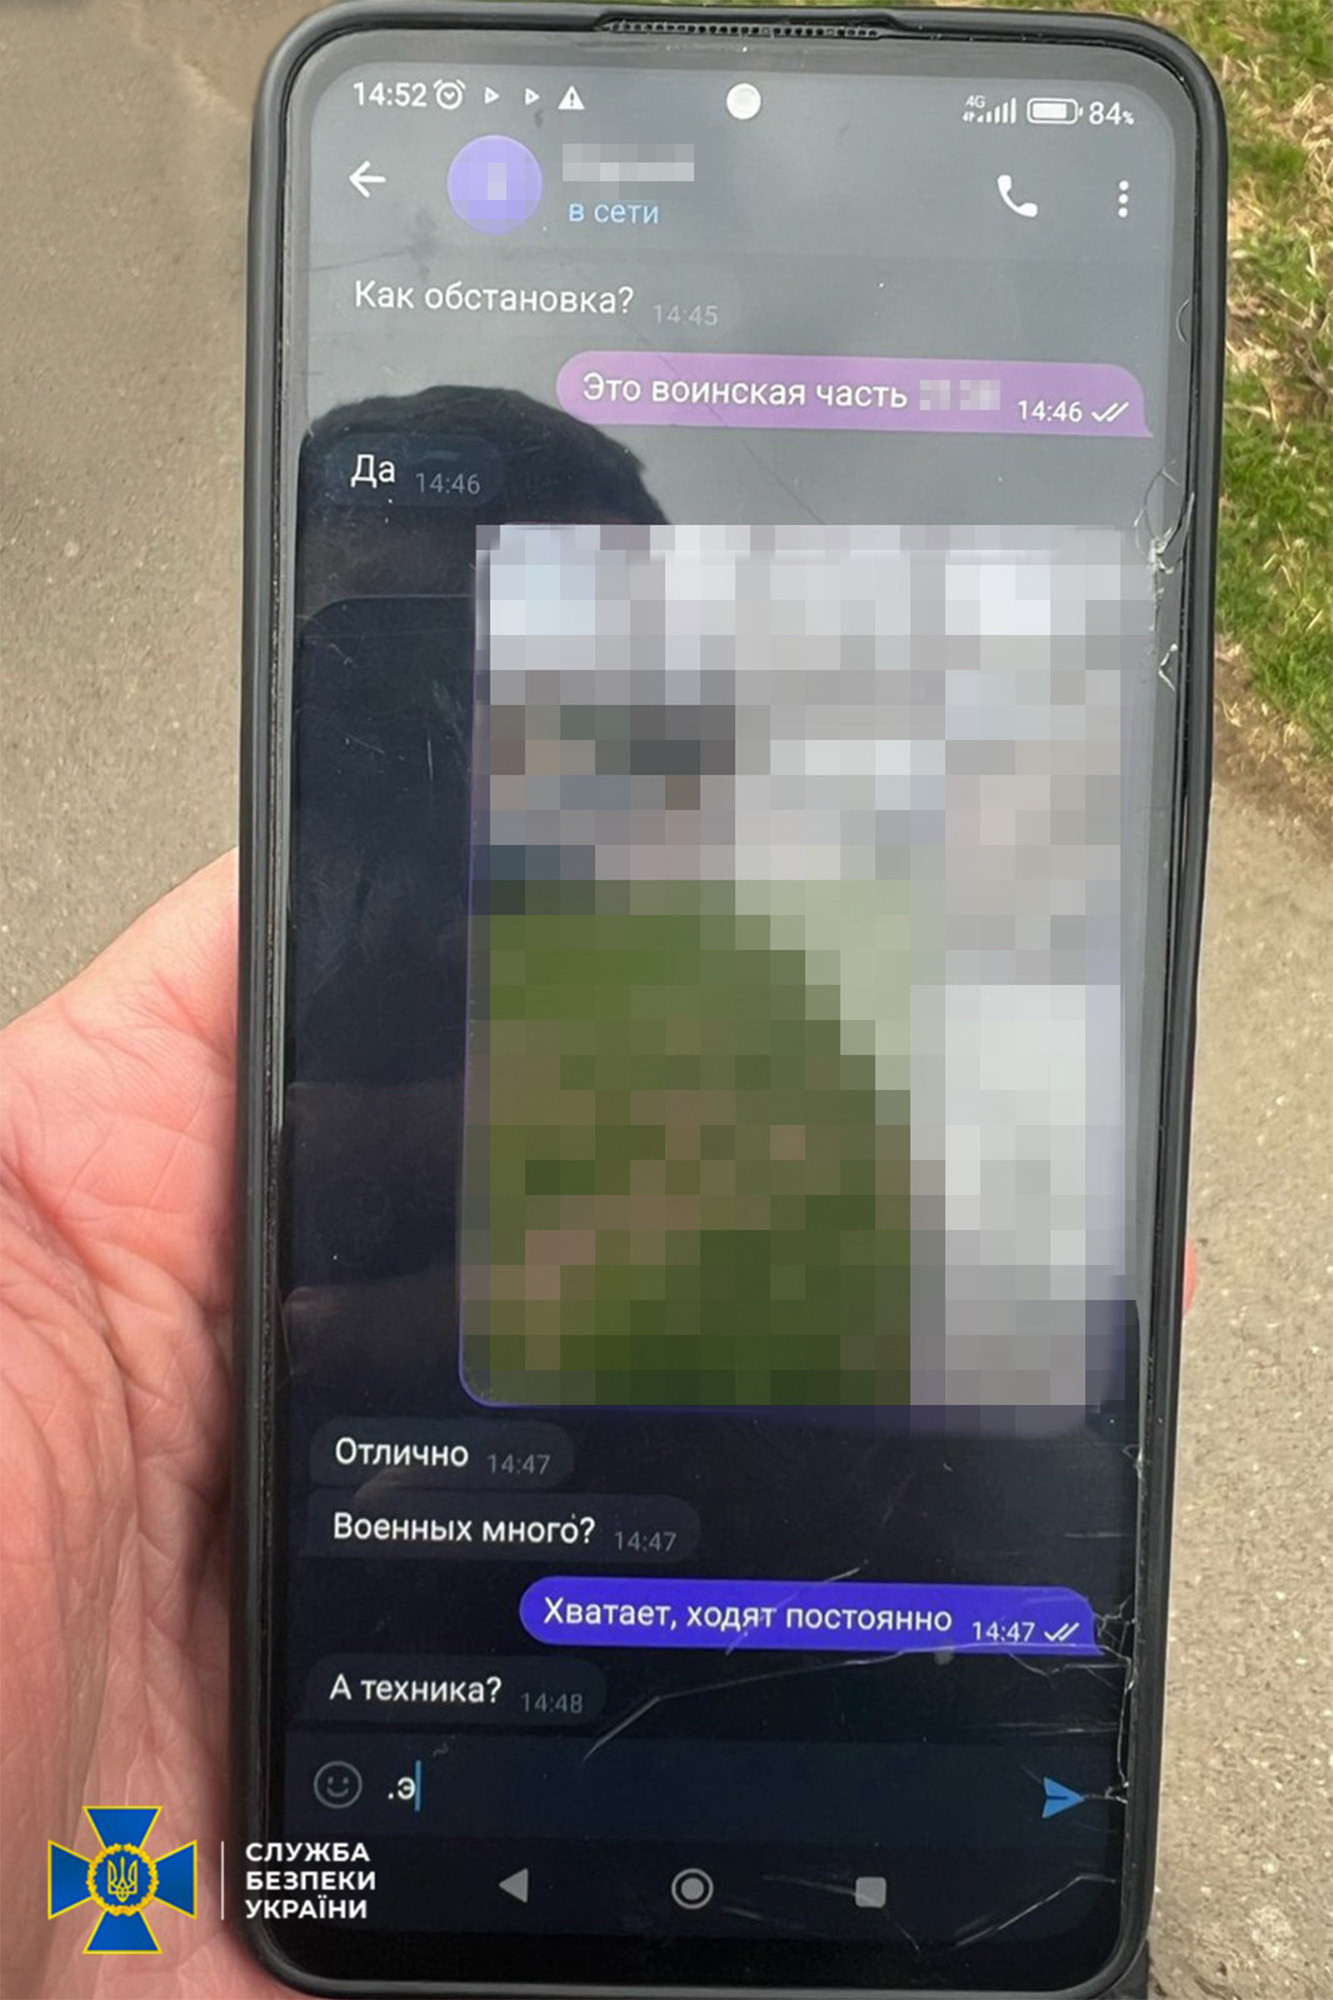 14:52
4G
84%
в сети
Как обстановка? 14:45
Это воинская часть 14:46
Да 14:46
Отлично 14:47
Военных много? 14:47
Хватает, ходят постоянно 14:47
А техника? 14:48
.э
СЛУЖБА
БЕЗПЕКИ
УКРАЇНИ